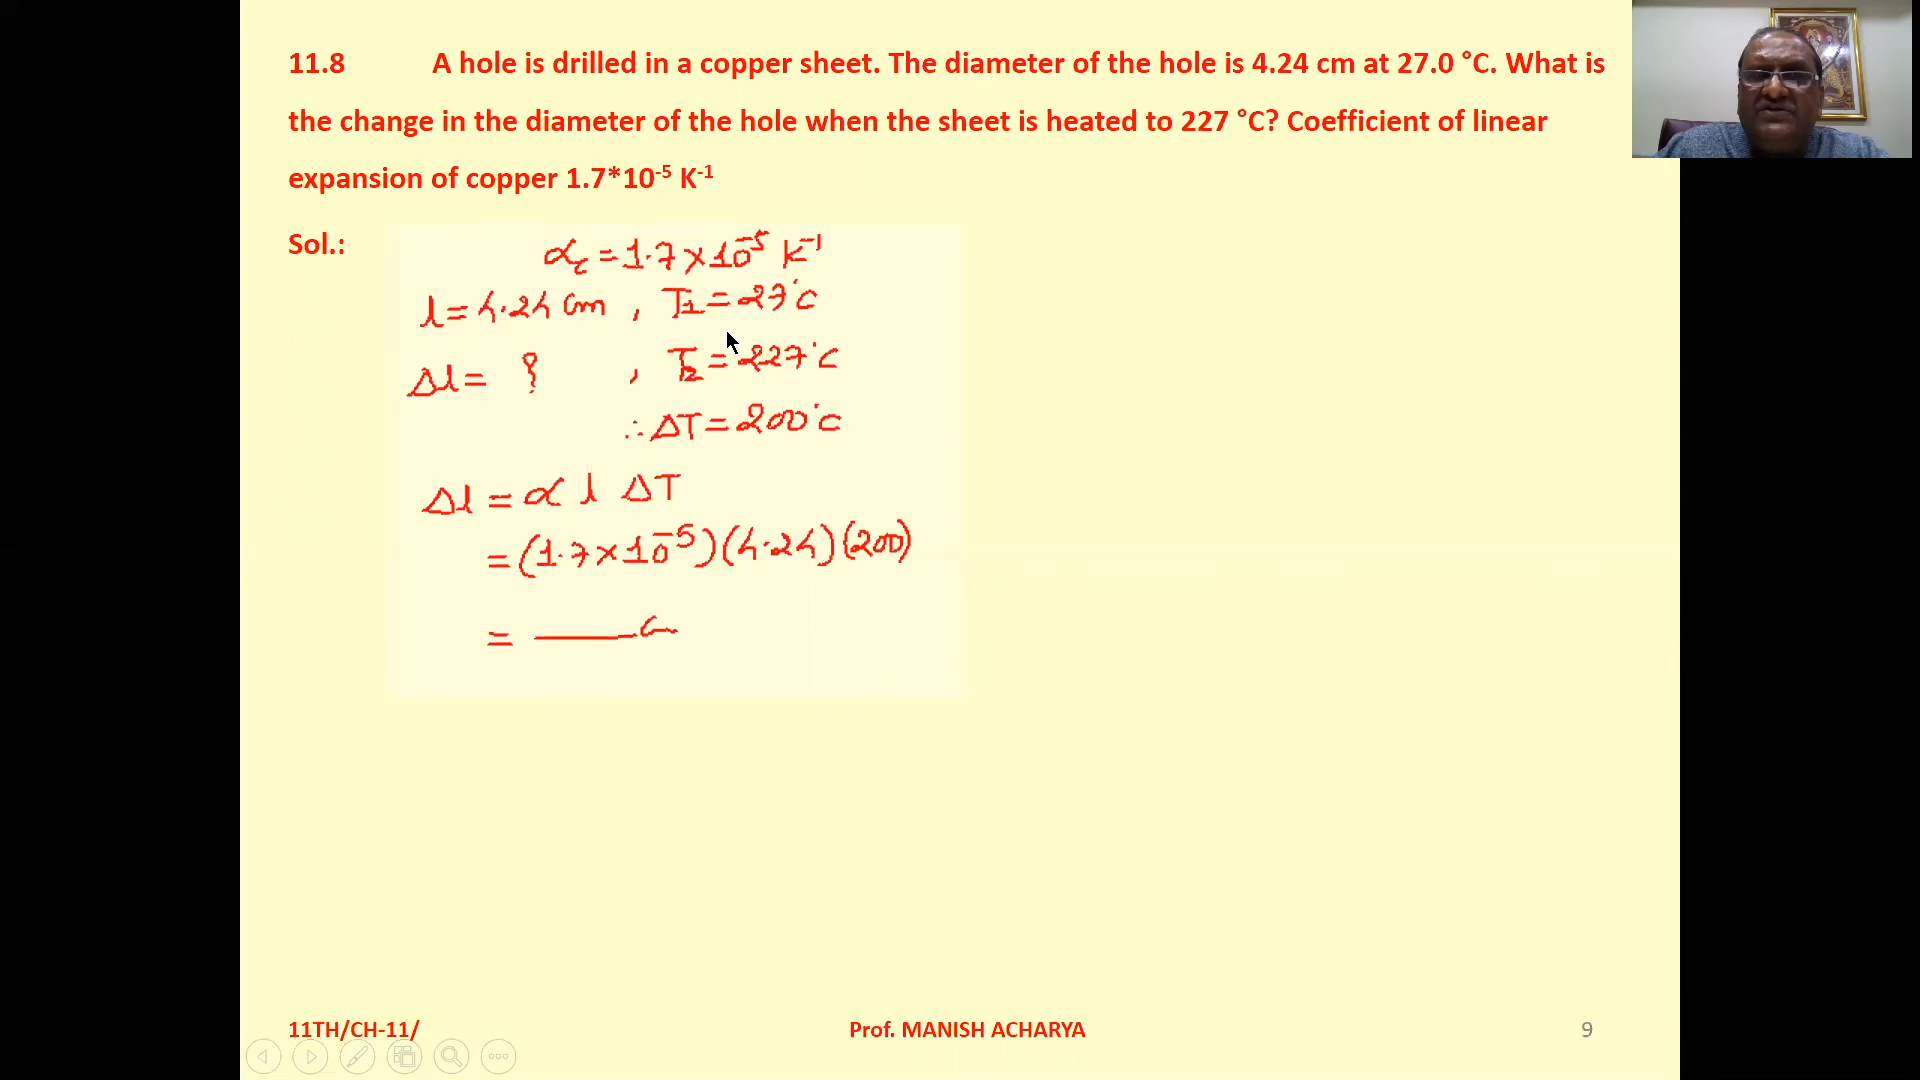 11.8 A hole is drilled in a copper sheet. The diameter of the hole is 4.24 cm at 27.0 °C. What is
the change in the diameter of the hole when the sheet is heated to 227 °C? Coefficient of linear
expansion of copper 1.7*10⁻⁵ K⁻¹
Sol.:
α_c = 1.7 × 10⁻⁵ K⁻¹
l = 4.24 cm , T₁ = 27°C
Δl = ? , T₂ = 227°C
∴ ΔT = 200°C
Δl = α l ΔT
= (1.7 × 10⁻⁵) (4.24) (200)
= ——— cm
11TH/CH-11/ Prof. MANISH ACHARYA 9